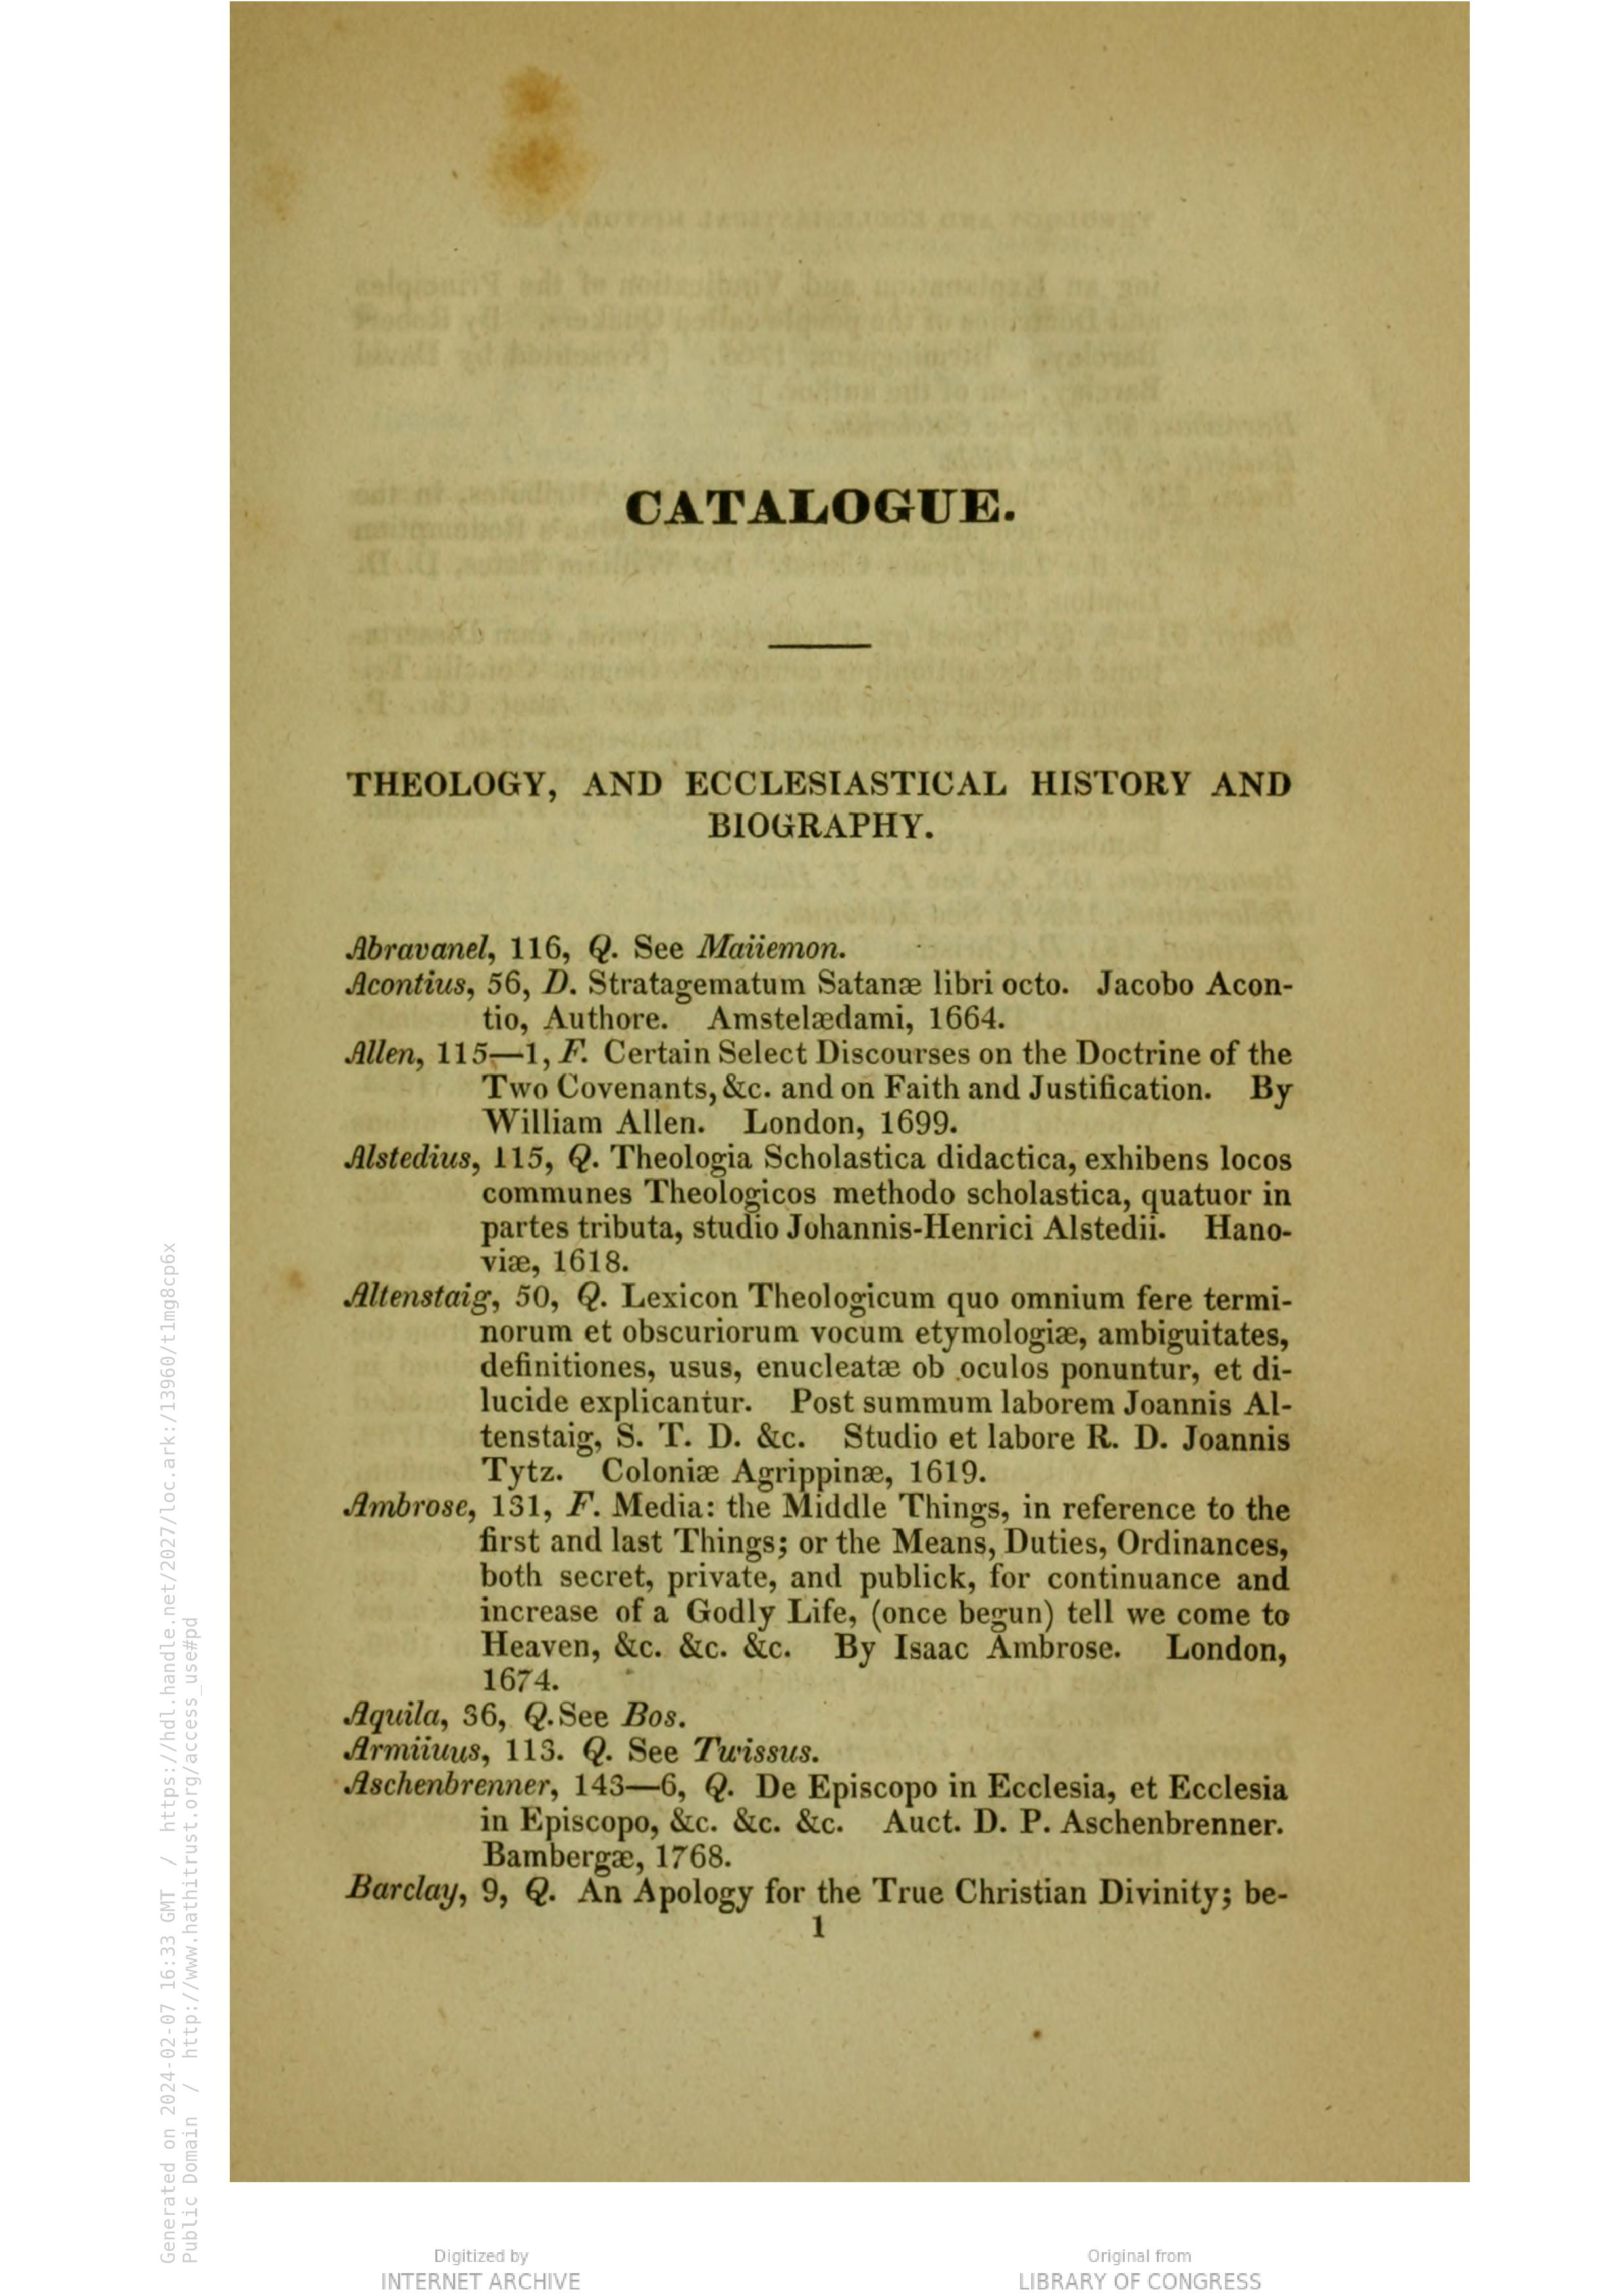 CATALOGUE.
THEOLOGY, AND ECCLESIASTICAL HISTORY AND
BIOGRAPHY.
Abravanel, 116, Q. See Maiiemon.
Acontius, 56, D. Stratagematum Satanæ libri octo. Jacobo Acon-
tio, Authore. Amstelædami, 1664.
Allen, 115—1, F. Certain Select Discourses on the Doctrine of the
Two Covenants, &c. and on Faith and Justification. By
William Allen. London, 1699.
Alstedius, 115, Q. Theologia Scholastica didactica, exhibens locos
communes Theologicos methodo scholastica, quatuor in
partes tributa, studio Johannis-Henrici Alstedii. Hano-
viæ, 1618.
Altenstaig, 50, Q. Lexicon Theologicum quo omnium fere termi-
norum et obscuriorum vocum etymologiæ, ambiguitates,
definitiones, usus, enucleatæ ob oculos ponuntur, et di-
lucide explicantur. Post summum laborem Joannis Al-
tenstaig, S. T. D. &c. Studio et labore R. D. Joannis
Tytz. Coloniæ Agrippinæ, 1619.
Ambrose, 131, F. Media: the Middle Things, in reference to the
first and last Things; or the Means, Duties, Ordinances,
both secret, private, and publick, for continuance and
increase of a Godly Life, (once begun) tell we come to
Heaven, &c. &c. &c. By Isaac Ambrose. London,
1674.
Aquila, 36, Q. See Bos.
Armiiuus, 113. Q. See Twissus.
Aschenbrenner, 143—6, Q. De Episcopo in Ecclesia, et Ecclesia
in Episcopo, &c. &c. &c. Auct. D. P. Aschenbrenner.
Bambergæ, 1768.
Barclay, 9, Q. An Apology for the True Christian Divinity; be-
1
Generated on 2024-02-07 16:33 GMT / https://hdl.handle.net/2027/loc.ark:/13960/t1mg8cp6x
Public Domain / http://www.hathitrust.org/access_use#pd
Digitized by
INTERNET ARCHIVE
Original from
LIBRARY OF CONGRESS